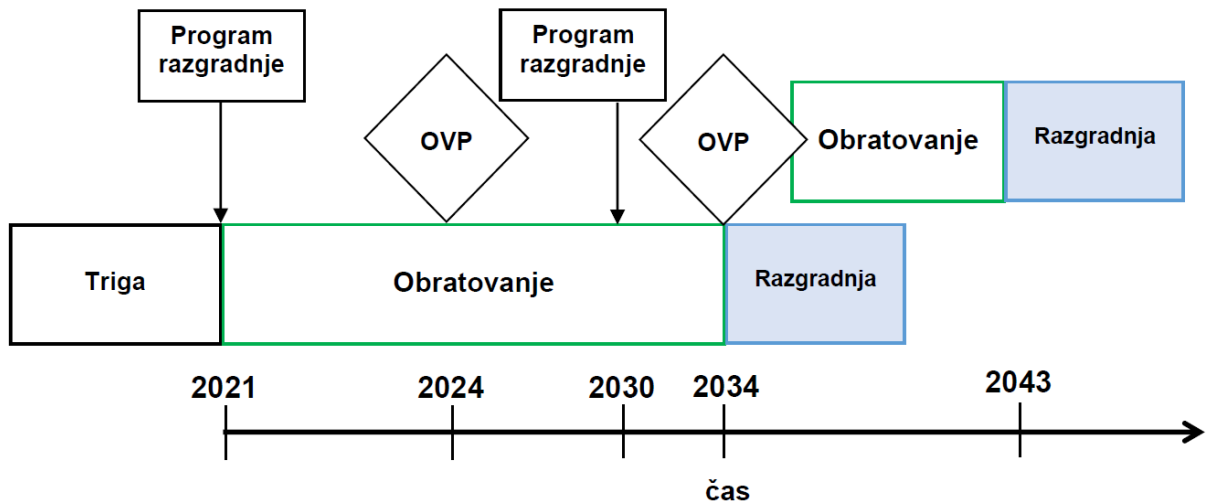 Program
razgradnje
Program
razgradnje
OVP
OVP
Obratovanje
Razgradnja
Triga
Obratovanje
Razgradnja
2021
2024
2030
2034
2043
čas